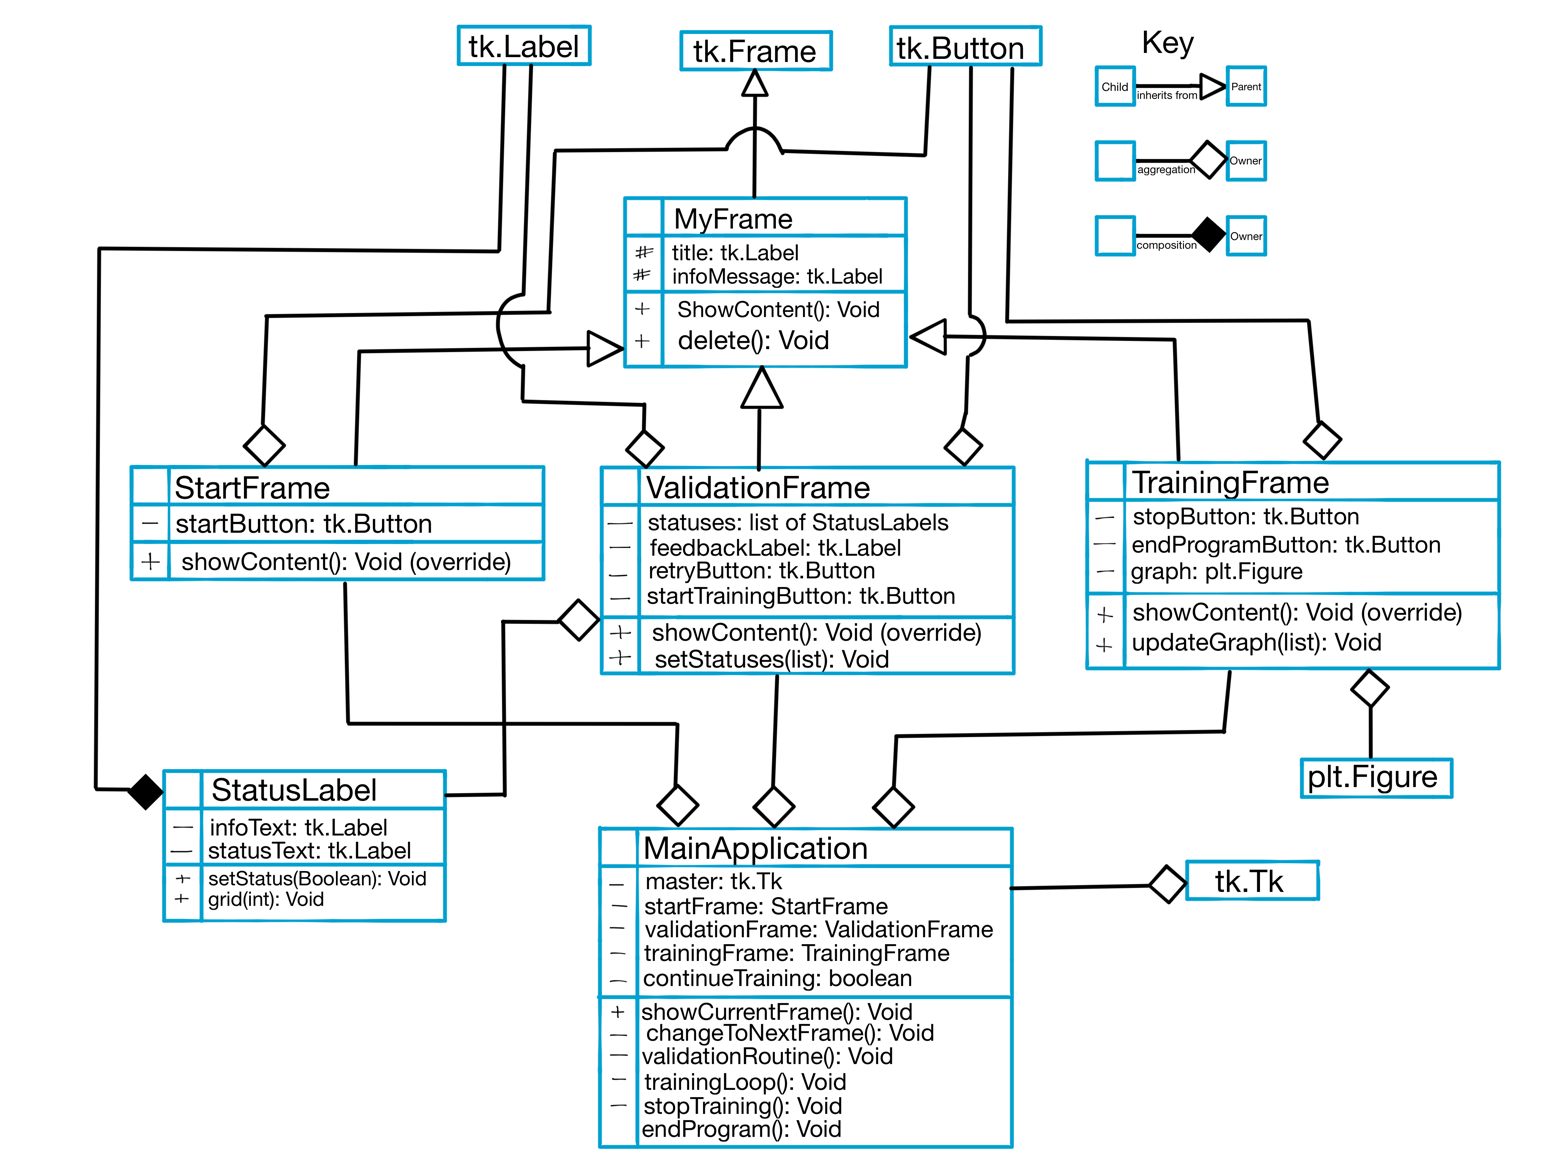 tk.Label
tk.Frame
tk.Button
Key
Child
inherits from
Parent
aggregation
Owner
composition
Owner
MyFrame
# title: tk.Label
# infoMessage: tk.Label
+ ShowContent(): Void
+ delete(): Void
StartFrame
- startButton: tk.Button
+ showContent(): Void (override)
ValidationFrame
- statuses: list of StatusLabels
- feedbackLabel: tk.Label
- retryButton: tk.Button
- startTrainingButton: tk.Button
+ showContent(): Void (override)
+ setStatuses(list): Void
TrainingFrame
- stopButton: tk.Button
- endProgramButton: tk.Button
- graph: plt.Figure
+ showContent(): Void (override)
+ updateGraph(list): Void
plt.Figure
StatusLabel
- infoText: tk.Label
- statusText: tk.Label
+ setStatus(Boolean): Void
+ grid(int): Void
MainApplication
- master: tk.Tk
- startFrame: StartFrame
- validationFrame: ValidationFrame
- trainingFrame: TrainingFrame
- continueTraining: boolean
+ showCurrentFrame(): Void
- changeToNextFrame(): Void
- validationRoutine(): Void
- trainingLoop(): Void
- stopTraining(): Void
endProgram(): Void
tk.Tk